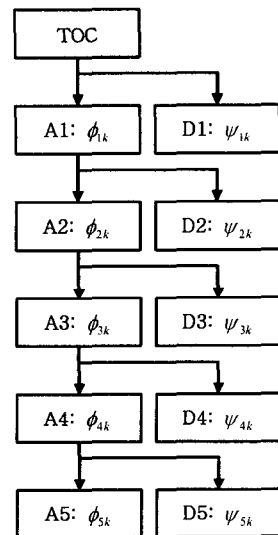 TOC
A1: ϕ₁ₖ D1: ψ₁ₖ
A2: ϕ₂ₖ D2: ψ₂ₖ
A3: ϕ₃ₖ D3: ψ₃ₖ
A4: ϕ₄ₖ D4: ψ₄ₖ
A5: ϕ₅ₖ D5: ψ₅ₖ